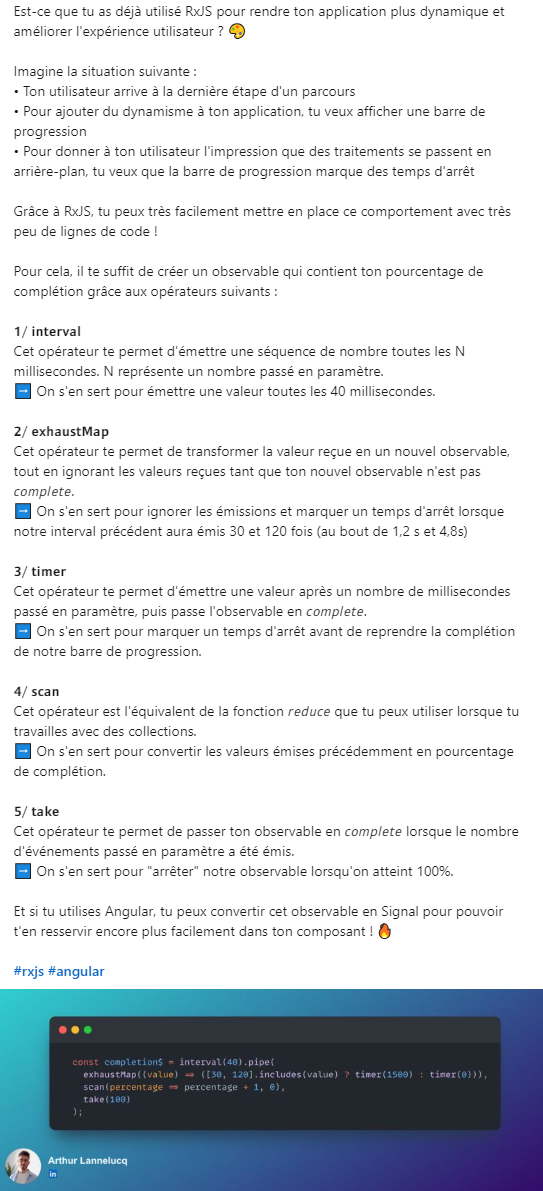 Est-ce que tu as déjà utilisé RxJS pour rendre ton application plus dynamique et
améliorer l'expérience utilisateur ? 🎨
Imagine la situation suivante :
• Ton utilisateur arrive à la dernière étape d'un parcours
• Pour ajouter du dynamisme à ton application, tu veux afficher une barre de
progression
• Pour donner à ton utilisateur l'impression que des traitements se passent en
arrière-plan, tu veux que la barre de progression marque des temps d'arrêt
Grâce à RxJS, tu peux très facilement mettre en place ce comportement avec très
peu de lignes de code !
Pour cela, il te suffit de créer un observable qui contient ton pourcentage de
complétion grâce aux opérateurs suivants :
1/ interval
Cet opérateur te permet d'émettre une séquence de nombre toutes les N
millisecondes. N représente un nombre passé en paramètre.
➡️ On s'en sert pour émettre une valeur toutes les 40 millisecondes.
2/ exhaustMap
Cet opérateur te permet de transformer la valeur reçue en un nouvel observable,
tout en ignorant les valeurs reçues tant que ton nouvel observable n'est pas
complete.
➡️ On s'en sert pour ignorer les émissions et marquer un temps d'arrêt lorsque
notre interval précédent aura émis 30 et 120 fois (au bout de 1,2 s et 4,8s)
3/ timer
Cet opérateur te permet d'émettre une valeur après un nombre de millisecondes
passé en paramètre, puis passe l'observable en complete.
➡️ On s'en sert pour marquer un temps d'arrêt avant de reprendre la complétion
de notre barre de progression.
4/ scan
Cet opérateur est l'équivalent de la fonction reduce que tu peux utiliser lorsque tu
travailles avec des collections.
➡️ On s'en sert pour convertir les valeurs émises précédemment en pourcentage
de complétion.
5/ take
Cet opérateur te permet de passer ton observable en complete lorsque le nombre
d'événements passé en paramètre a été émis.
➡️ On s'en sert pour "arrêter" notre observable lorsqu'on atteint 100%.
Et si tu utilises Angular, tu peux convertir cet observable en Signal pour pouvoir
t'en resservir encore plus facilement dans ton composant ! 🔥
#rxjs #angular
const completion$ = interval(40).pipe(
exhaustMap((value) => ([30, 120].includes(value) ? timer(1500) : timer(0))),
scan(percentage => percentage + 1, 0),
take(100)
);
Arthur Lannelucq
in